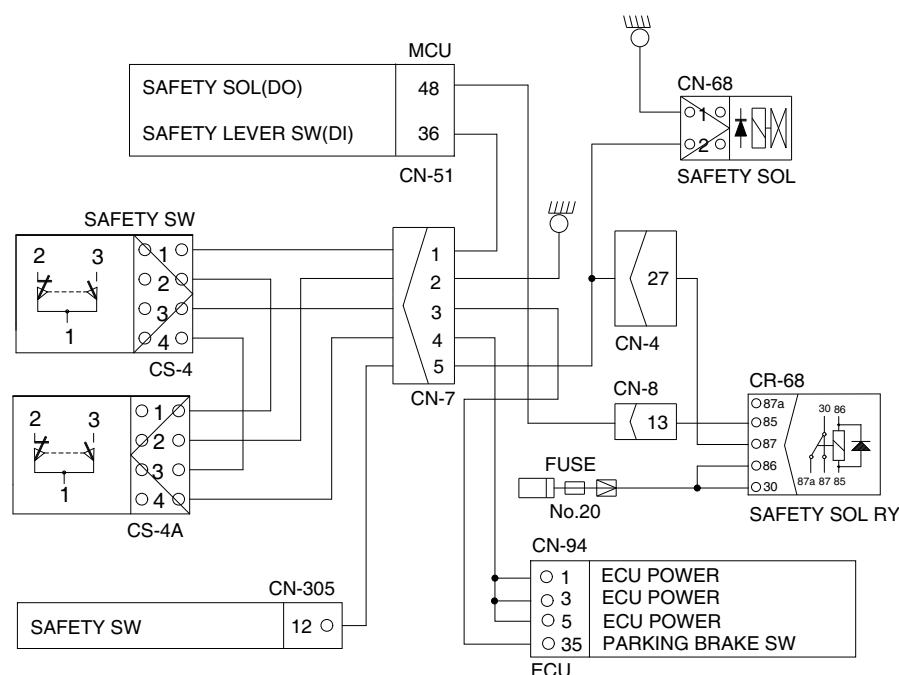 MCU
SAFETY SOL(DO) 48
SAFETY LEVER SW(DI) 36
CN-51
CN-68
1
2
SAFETY SOL
SAFETY SW
2 3
1
1
2
3
4
CS-4
1
2
3
4
5
CN-7
27
CN-4
2 3
1
1
2
3
4
CS-4A
CN-8
13
CR-68
87a
85
87
86
30
30 86
87a 87 85
SAFETY SOL RY
FUSE
No.20
CN-305
SAFETY SW 12
CN-94
1 ECU POWER
3 ECU POWER
5 ECU POWER
35 PARKING BRAKE SW
ECU